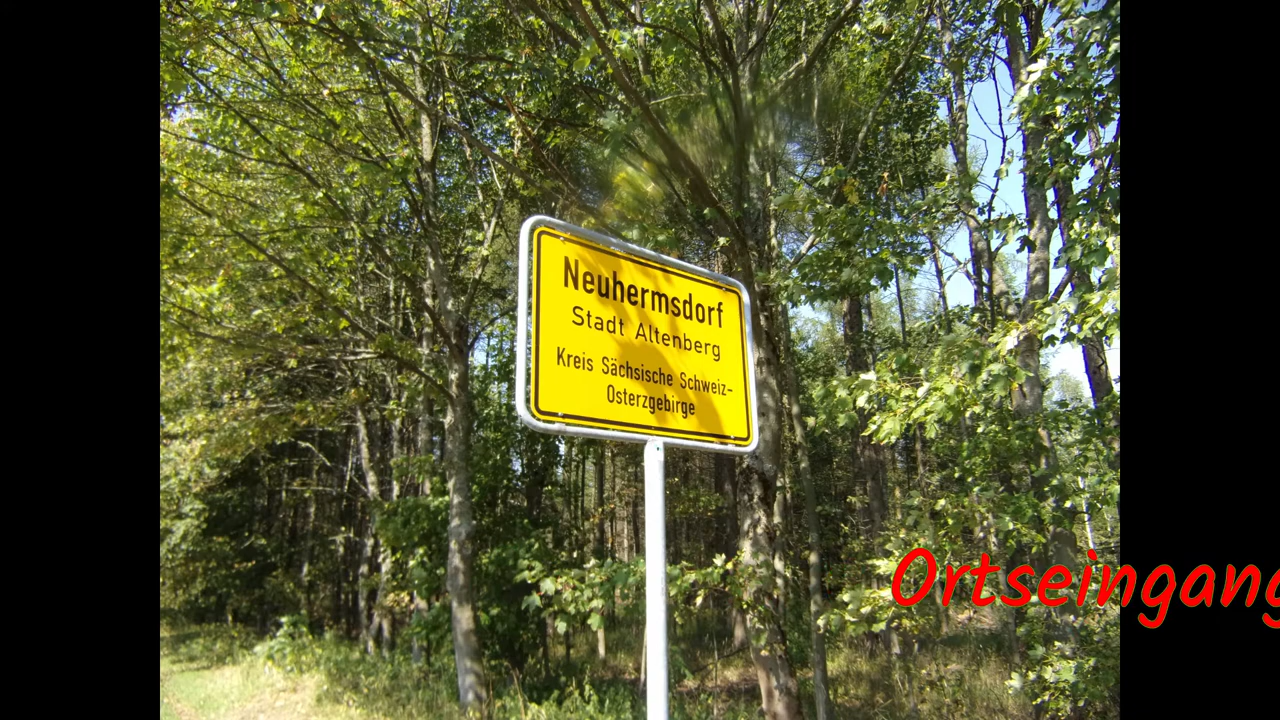 Neuhermsdorf
Stadt Altenberg
Kreis Sächsische Schweiz-
Osterzgebirge
Ortseingang